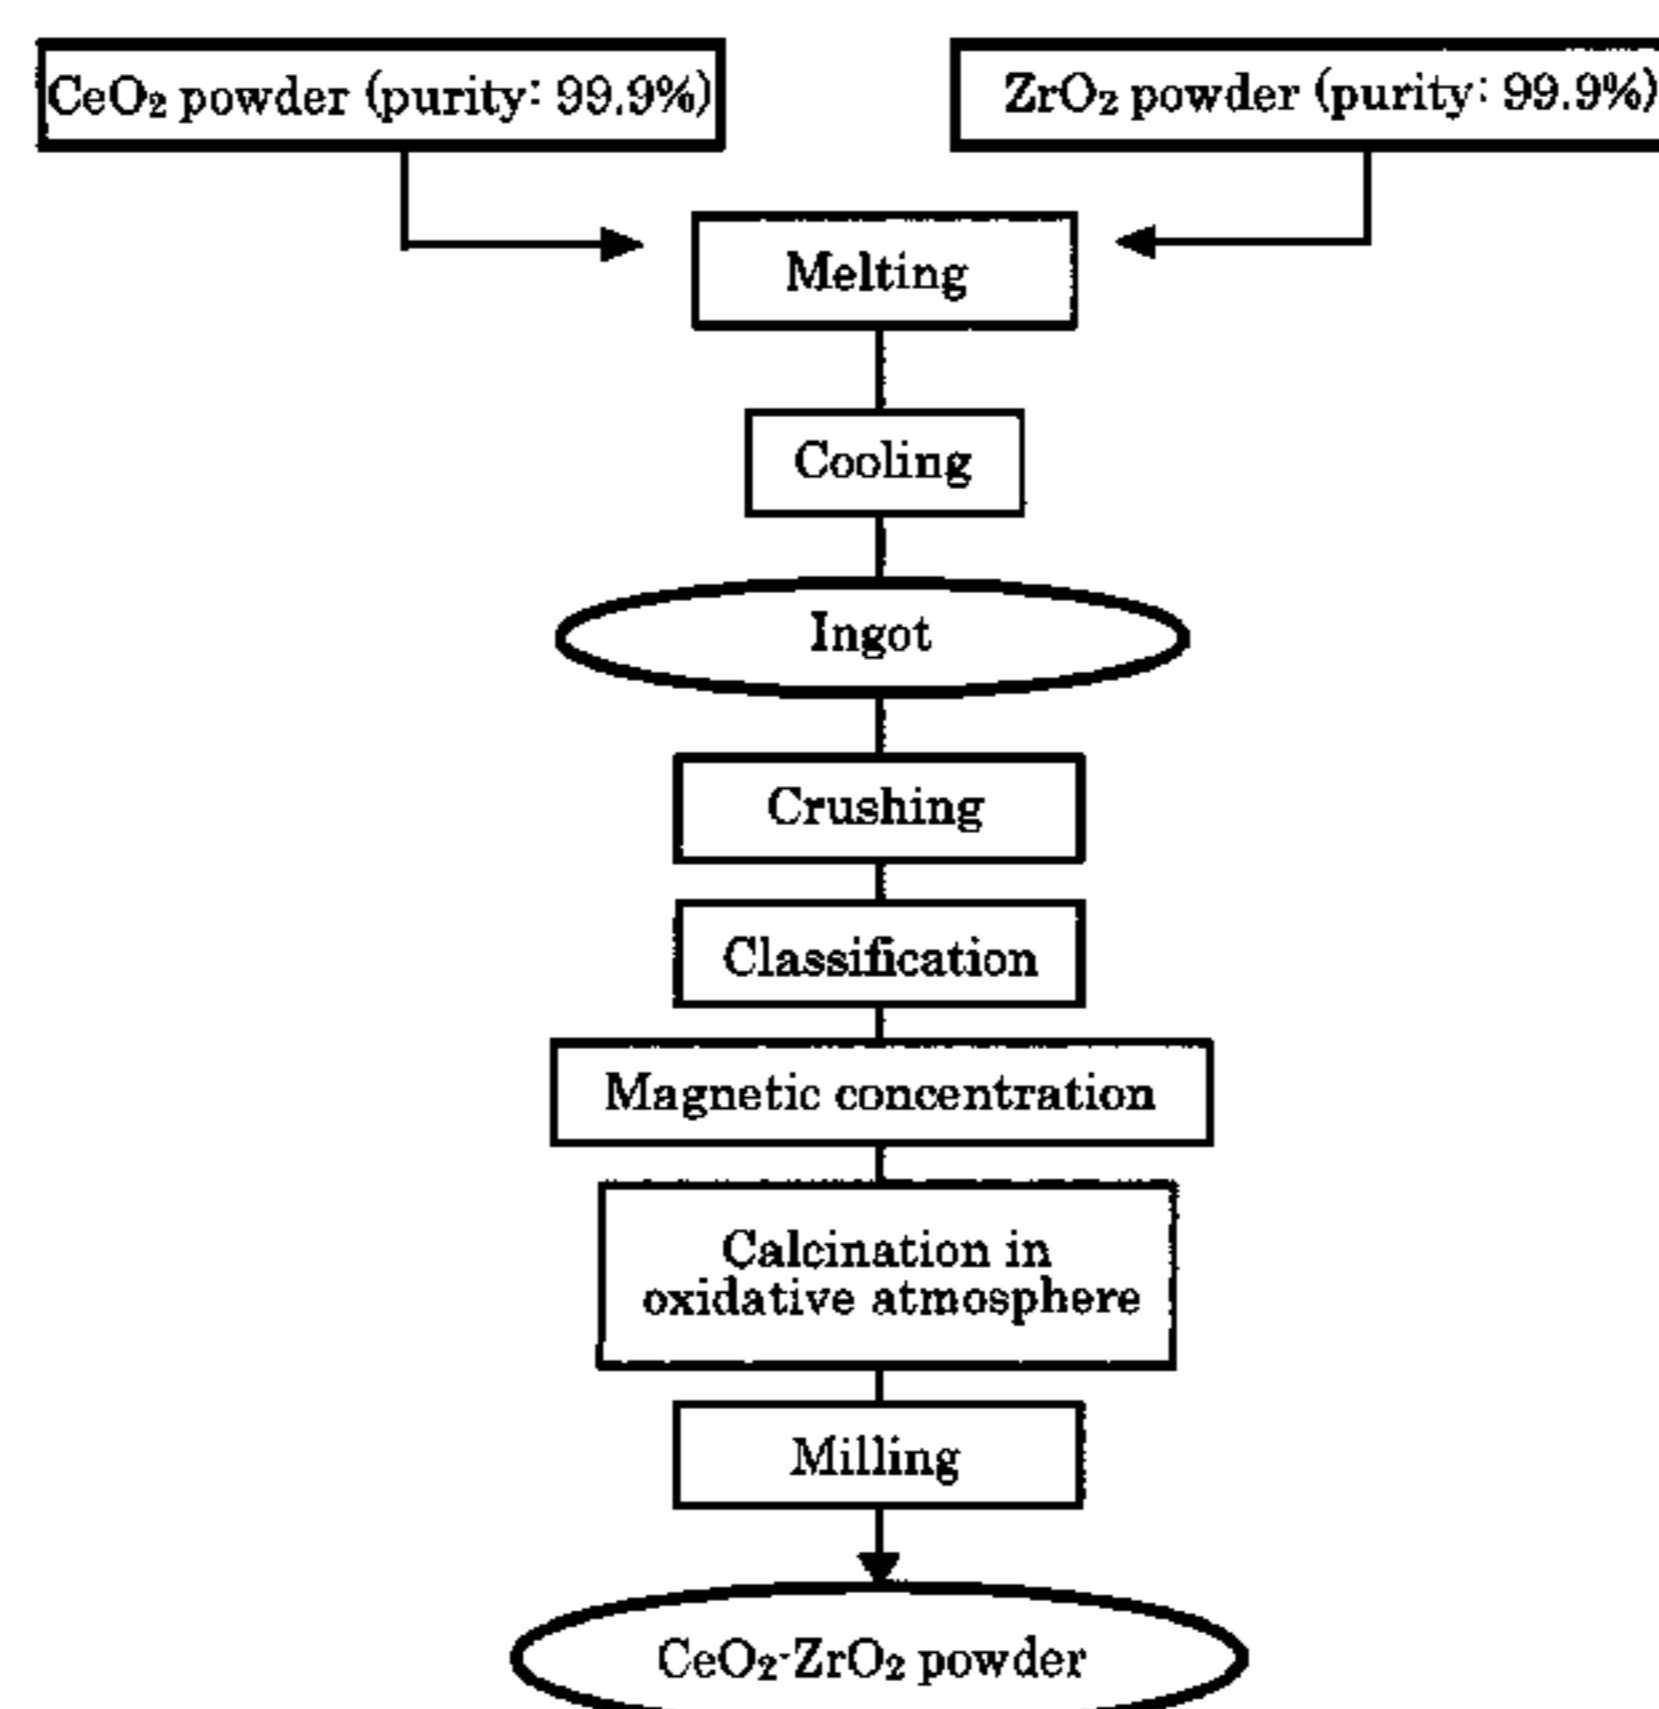 CeO₂ powder (purity: 99.9%)
ZrO₂ powder (purity: 99.9%)
Melting
Cooling
Ingot
Crushing
Classification
Magnetic concentration
Calcination in
oxidative atmosphere
Milling
CeO₂-ZrO₂ powder